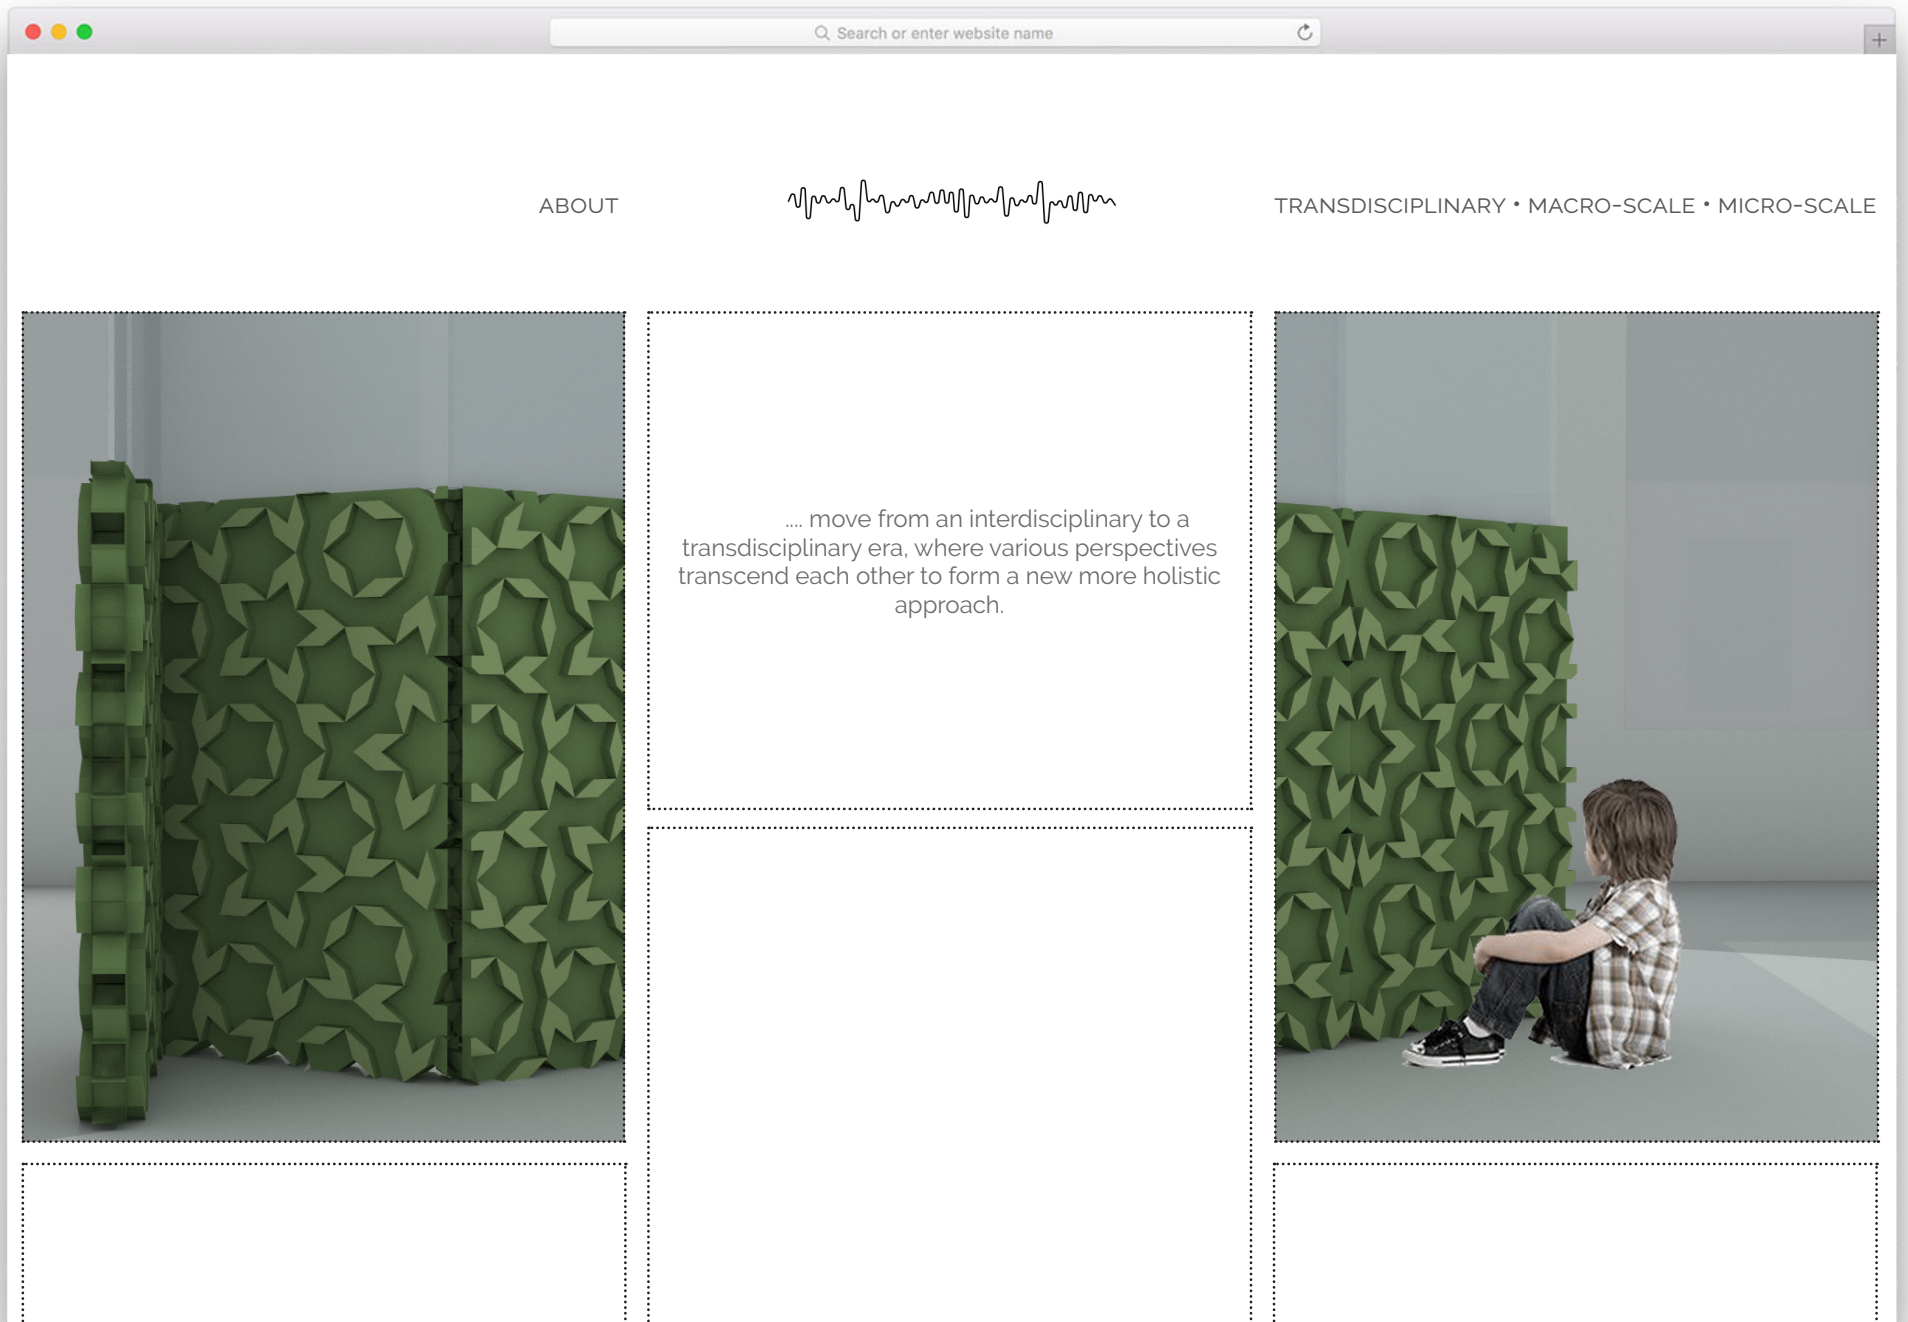 Search or enter website name
ABOUT
TRANSDISCIPLINARY • MACRO-SCALE • MICRO-SCALE
.... move from an interdisciplinary to a
transdisciplinary era, where various perspectives
transcend each other to form a new more holistic
approach.